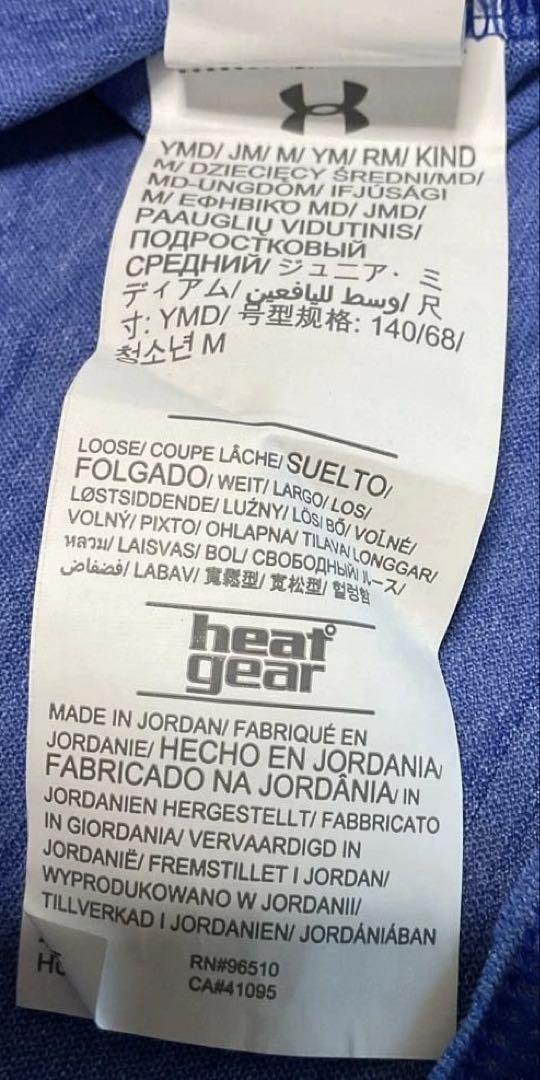 YMD/ JM/ M/ YM/ RM/ KIND
M/ DZIECIĘCY ŚREDNI/MD/
MD-UNGDOM/ IFJÚSÁGI
M/ ΕΦΗΒΙΚΟ MD/ JMD/
PAAUGLIŲ VIDUTINIS/
ПОДРОСТКОВЫЙ
СРЕДНИЙ/ ジュニア・ミ
ディアム/ وسط لليافعين/ 尺
寸: YMD/ 号型规格: 140/68/
청소년 M
LOOSE/ COUPE LÂCHE/ SUELTO/
FOLGADO/ WEIT/ LARGO/ LOS/
LØSTSIDDENDE/ LUŹNY/ LÖS/ BŐ/ VOLNÉ/
VOĽNÝ/ ΡΙΧΤΟ/ OHLAPNA/ TILAVA/ LONGGAR/
หลวม/ LAISVAS/ BOL/ СВОБОДНЫЙ/ ルース/
فضفاض/ LABAV/ 寬鬆型/ 宽松型/ 헐렁함
heat
gear
MADE IN JORDAN/ FABRIQUÉ EN
JORDANIE/ HECHO EN JORDANIA/
FABRICADO NA JORDÂNIA/ IN
JORDANIEN HERGESTELLT/ FABBRICATO
IN GIORDANIA/ VERVAARDIGD IN
JORDANIË/ FREMSTILLET I JORDAN/
WYPRODUKOWANO W JORDANII/
TILLVERKAD I JORDANIEN/ JORDÁNIÁBAN
RN#96510
CA#41095